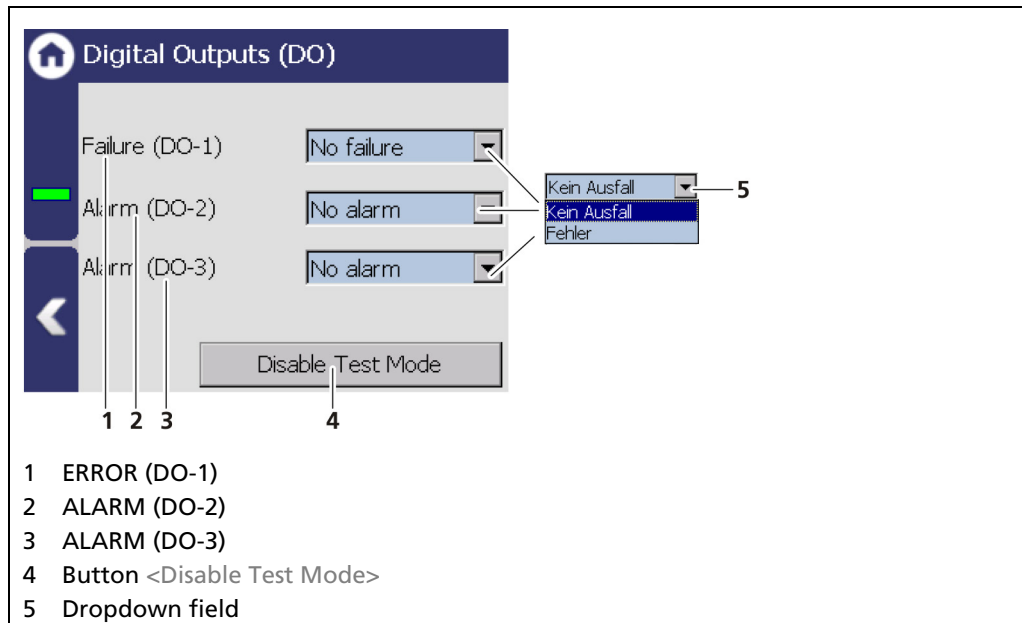 Digital Outputs (DO)
Failure (DO-1)
No failure
Alarm (DO-2)
No alarm
Alarm (DO-3)
No alarm
Disable Test Mode
Kein Ausfall
Kein Ausfall
Fehler
5
1 2 3 4
1 ERROR (DO-1)
2 ALARM (DO-2)
3 ALARM (DO-3)
4 Button <Disable Test Mode>
5 Dropdown field